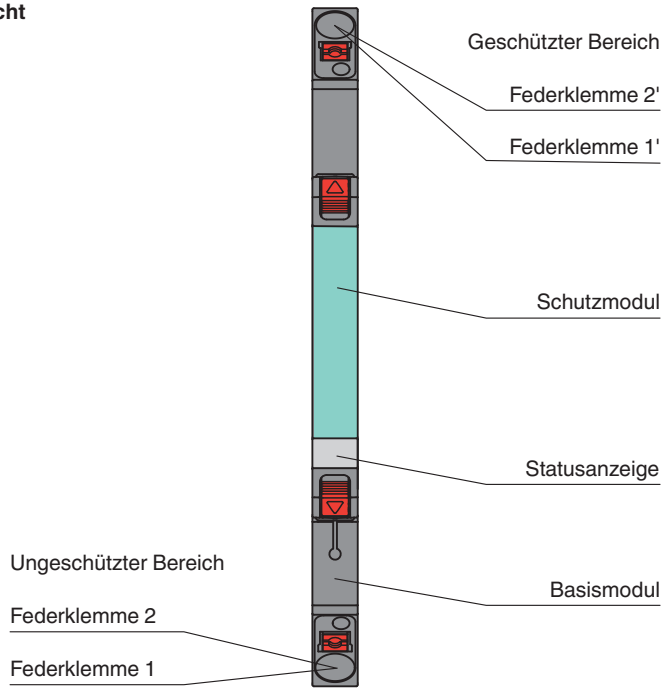 cht
Geschützter Bereich
Federklemme 2'
Federklemme 1'
Schutzmodul
Statusanzeige
Ungeschützter Bereich
Basismodul
Federklemme 2
Federklemme 1